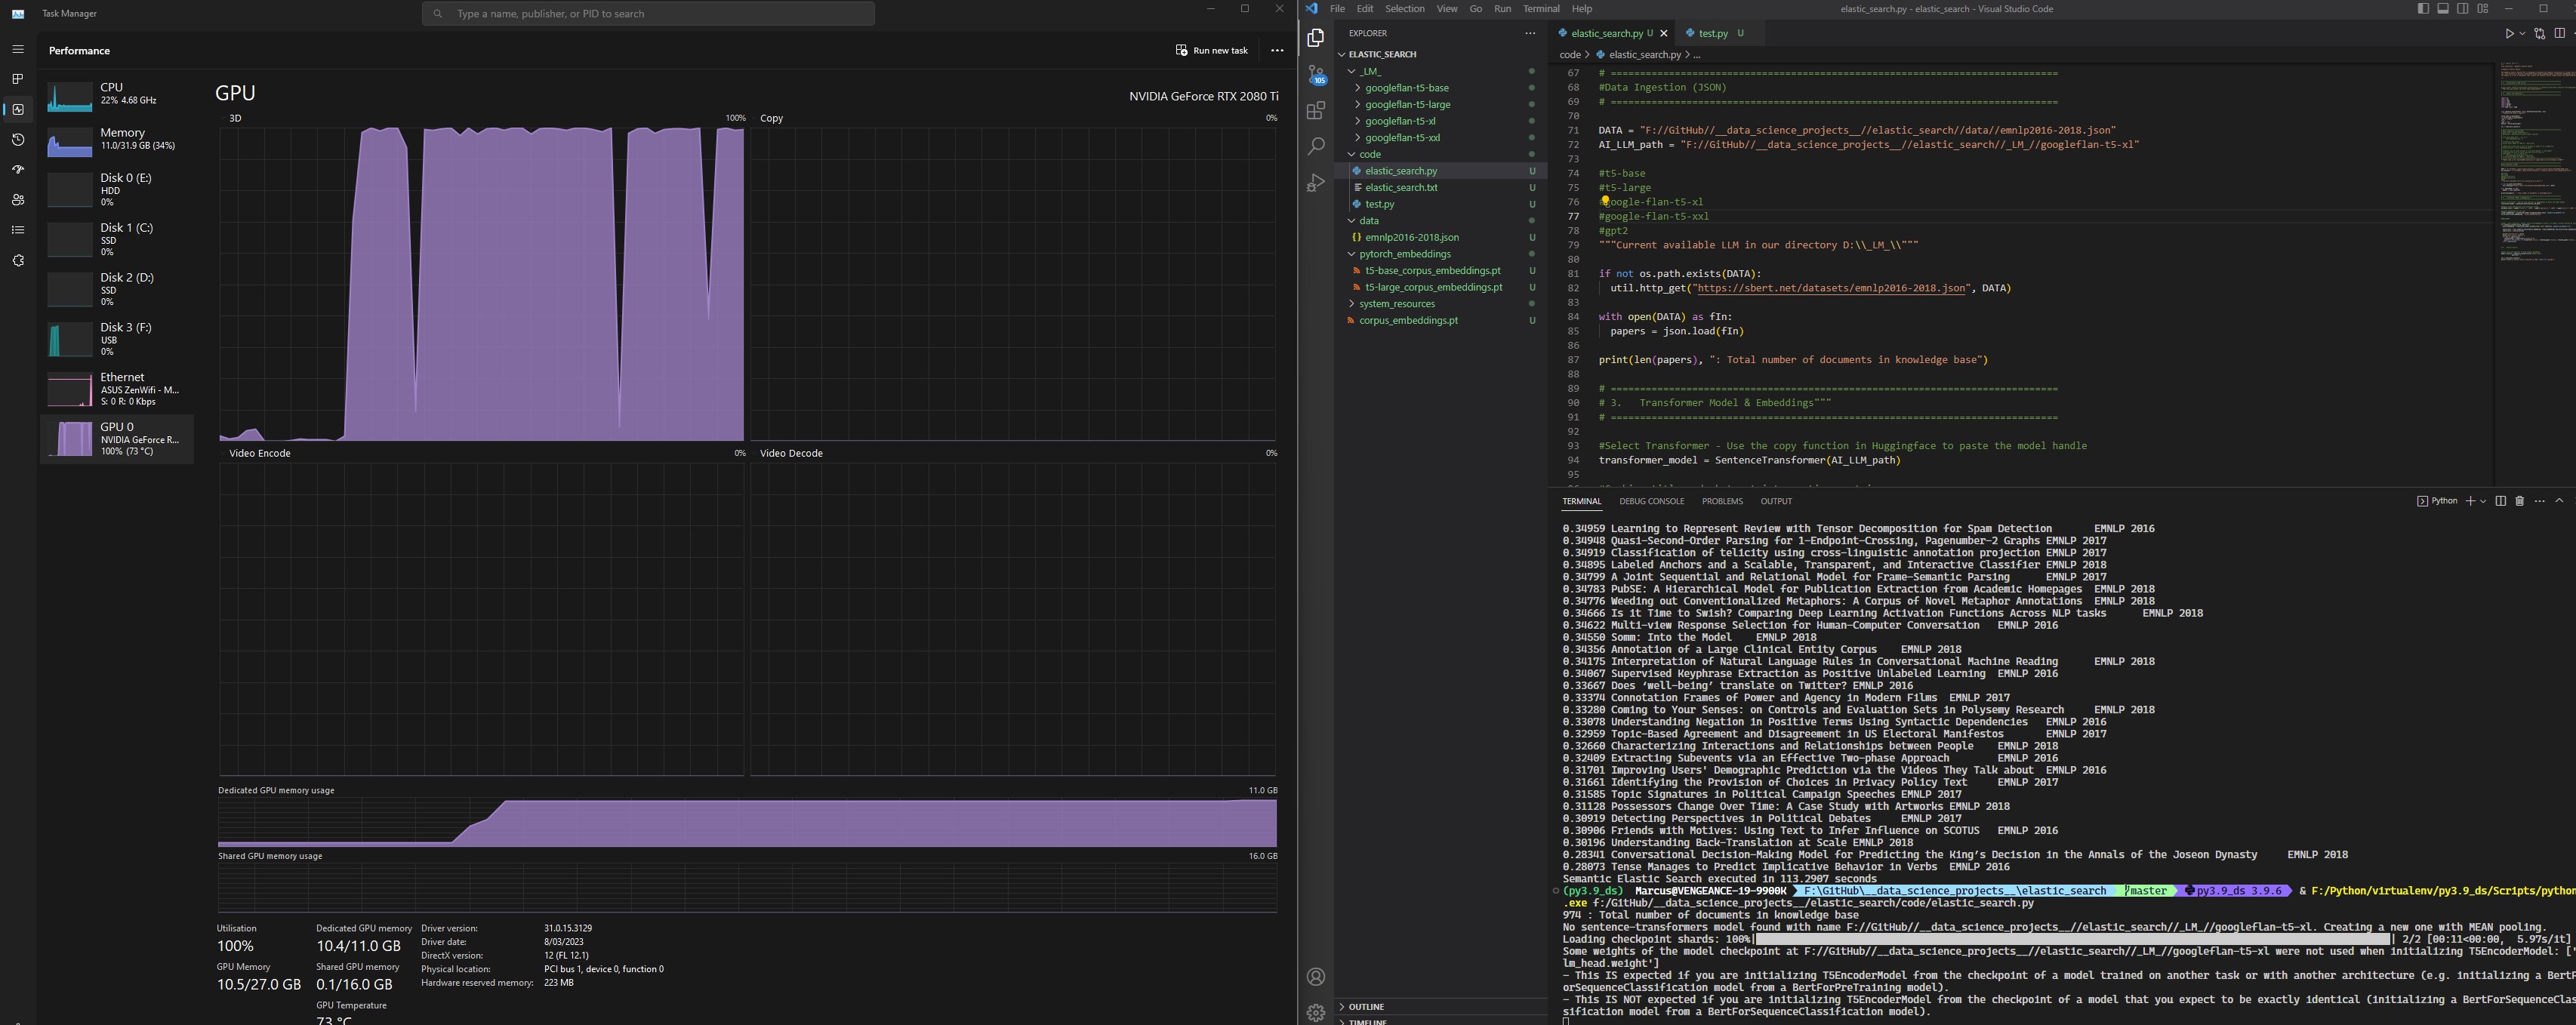 Task Manager
Type a name, publisher, or PID to search
Performance
Run new task
CPU
22% 4.68 GHz
Memory
11.0/31.9 GB (34%)
Disk 0 (E:)
HDD
0%
Disk 1 (C:)
SSD
0%
Disk 2 (D:)
SSD
0%
Disk 3 (F:)
USB
0%
Ethernet
ASUS ZenWifi - M...
S: 0 R: 0 Kbps
GPU 0
NVIDIA GeForce R...
100% (73 °C)
GPU
NVIDIA GeForce RTX 2080 Ti
3D 100%
Copy 0%
Video Encode 0%
Video Decode 0%
Dedicated GPU memory usage 11.0 GB
Shared GPU memory usage 16.0 GB
Utilisation
100%
Dedicated GPU memory
10.4/11.0 GB
GPU Memory
10.5/27.0 GB
Shared GPU memory
0.1/16.0 GB
GPU Temperature
73 °C
Driver version: 31.0.15.3129
Driver date: 8/03/2023
DirectX version: 12 (FL 12.1)
Physical location: PCI bus 1, device 0, function 0
Hardware reserved memory: 223 MB
File Edit Selection View Go Run Terminal Help
elastic_search.py - elastic_search - Visual Studio Code
105
EXPLORER
ELASTIC_SEARCH
_LM_
googleflan-t5-base
googleflan-t5-large
googleflan-t5-xl
googleflan-t5-xxl
code
elastic_search.py U
elastic_search.txt U
test.py U
data
{} emnlp2016-2018.json U
pytorch_embeddings
t5-base_corpus_embeddings.pt U
t5-large_corpus_embeddings.pt U
system_resources
corpus_embeddings.pt U
OUTLINE
TIMELINE
elastic_search.py U
test.py U
code > elastic_search.py > ...
67 # =============================================================================
68 #Data Ingestion (JSON)
69 # =============================================================================
70
71 DATA = "F://GitHub//__data_science_projects__//elastic_search//data//emnlp2016-2018.json"
72 AI_LLM_path = "F://GitHub//__data_science_projects__//elastic_search//_LM_//googleflan-t5-xl"
73
74 #t5-base
75 #t5-large
76 #google-flan-t5-xl
77 #google-flan-t5-xxl
78 #gpt2
79 """Current available LLM in our directory D:\\_LM_\\"""
80
81 if not os.path.exists(DATA):
82 util.http_get("https://sbert.net/datasets/emnlp2016-2018.json", DATA)
83
84 with open(DATA) as fIn:
85 papers = json.load(fIn)
86
87 print(len(papers), ": Total number of documents in knowledge base")
88
89 # =============================================================================
90 # 3. Transformer Model & Embeddings"""
91 # =============================================================================
92
93 #Select Transformer - Use the copy function in Huggingface to paste the model handle
94 transformer_model = SentenceTransformer(AI_LLM_path)
95
TERMINAL DEBUG CONSOLE PROBLEMS OUTPUT
Python
0.34959 Learning to Represent Review with Tensor Decomposition for Spam Detection EMNLP 2016
0.34948 Quasi-Second-Order Parsing for 1-Endpoint-Crossing, Pagenumber-2 Graphs EMNLP 2017
0.34919 Classification of telicity using cross-linguistic annotation projection EMNLP 2017
0.34895 Labeled Anchors and a Scalable, Transparent, and Interactive Classifier EMNLP 2018
0.34799 A Joint Sequential and Relational Model for Frame-Semantic Parsing EMNLP 2017
0.34783 PubSE: A Hierarchical Model for Publication Extraction from Academic Homepages EMNLP 2018
0.34776 Weeding out Conventionalized Metaphors: A Corpus of Novel Metaphor Annotations EMNLP 2018
0.34666 Is it Time to Swish? Comparing Deep Learning Activation Functions Across NLP tasks EMNLP 2018
0.34622 Multi-view Response Selection for Human-Computer Conversation EMNLP 2016
0.34550 Somm: Into the Model EMNLP 2018
0.34356 Annotation of a Large Clinical Entity Corpus EMNLP 2018
0.34175 Interpretation of Natural Language Rules in Conversational Machine Reading EMNLP 2018
0.34067 Supervised Keyphrase Extraction as Positive Unlabeled Learning EMNLP 2016
0.33667 Does ‘well-being’ translate on Twitter? EMNLP 2016
0.33374 Connotation Frames of Power and Agency in Modern Films EMNLP 2017
0.33280 Coming to Your Senses: on Controls and Evaluation Sets in Polysemy Research EMNLP 2018
0.33078 Understanding Negation in Positive Terms Using Syntactic Dependencies EMNLP 2016
0.32959 Topic-Based Agreement and Disagreement in US Electoral Manifestos EMNLP 2017
0.32660 Characterizing Interactions and Relationships between People EMNLP 2018
0.32409 Extracting Subevents via an Effective Two-phase Approach EMNLP 2016
0.31701 Improving Users' Demographic Prediction via the Videos They Talk about EMNLP 2016
0.31661 Identifying the Provision of Choices in Privacy Policy Text EMNLP 2017
0.31585 Topic Signatures in Political Campaign Speeches EMNLP 2017
0.31128 Possessors Change Over Time: A Case Study with Artworks EMNLP 2018
0.30919 Detecting Perspectives in Political Debates EMNLP 2017
0.30906 Friends with Motives: Using Text to Infer Influence on SCOTUS EMNLP 2016
0.30196 Understanding Back-Translation at Scale EMNLP 2018
0.28341 Conversational Decision-Making Model for Predicting the King’s Decision in the Annals of the Joseon Dynasty EMNLP 2018
0.28073 Tense Manages to Predict Implicative Behavior in Verbs EMNLP 2016
Semantic Elastic Search executed in 113.2907 seconds
(py3.9_ds) Marcus@VENGEANCE-19-9900K F:\GitHub\__data_science_projects__\elastic_search master py3.9_ds 3.9.6 & F:/Python/virtualenv/py3.9_ds/Scripts/python
.exe f:/GitHub/__data_science_projects__/elastic_search/code/elastic_search.py
974 : Total number of documents in knowledge base
No sentence-transformers model found with name F://GitHub//__data_science_projects__//elastic_search//_LM_//googleflan-t5-xl. Creating a new one with MEAN pooling.
Loading checkpoint shards: 100%| | 2/2 [00:11<00:00, 5.97s/it]
Some weights of the model checkpoint at F://GitHub//__data_science_projects__//elastic_search//_LM_//googleflan-t5-xl were not used when initializing T5EncoderModel: ['
lm_head.weight']
- This IS expected if you are initializing T5EncoderModel from the checkpoint of a model trained on another task or with another architecture (e.g. initializing a BertF
orSequenceClassification model from a BertForPreTraining model).
- This IS NOT expected if you are initializing T5EncoderModel from the checkpoint of a model that you expect to be exactly identical (initializing a BertForSequenceClas
sification model from a BertForSequenceClassification model).